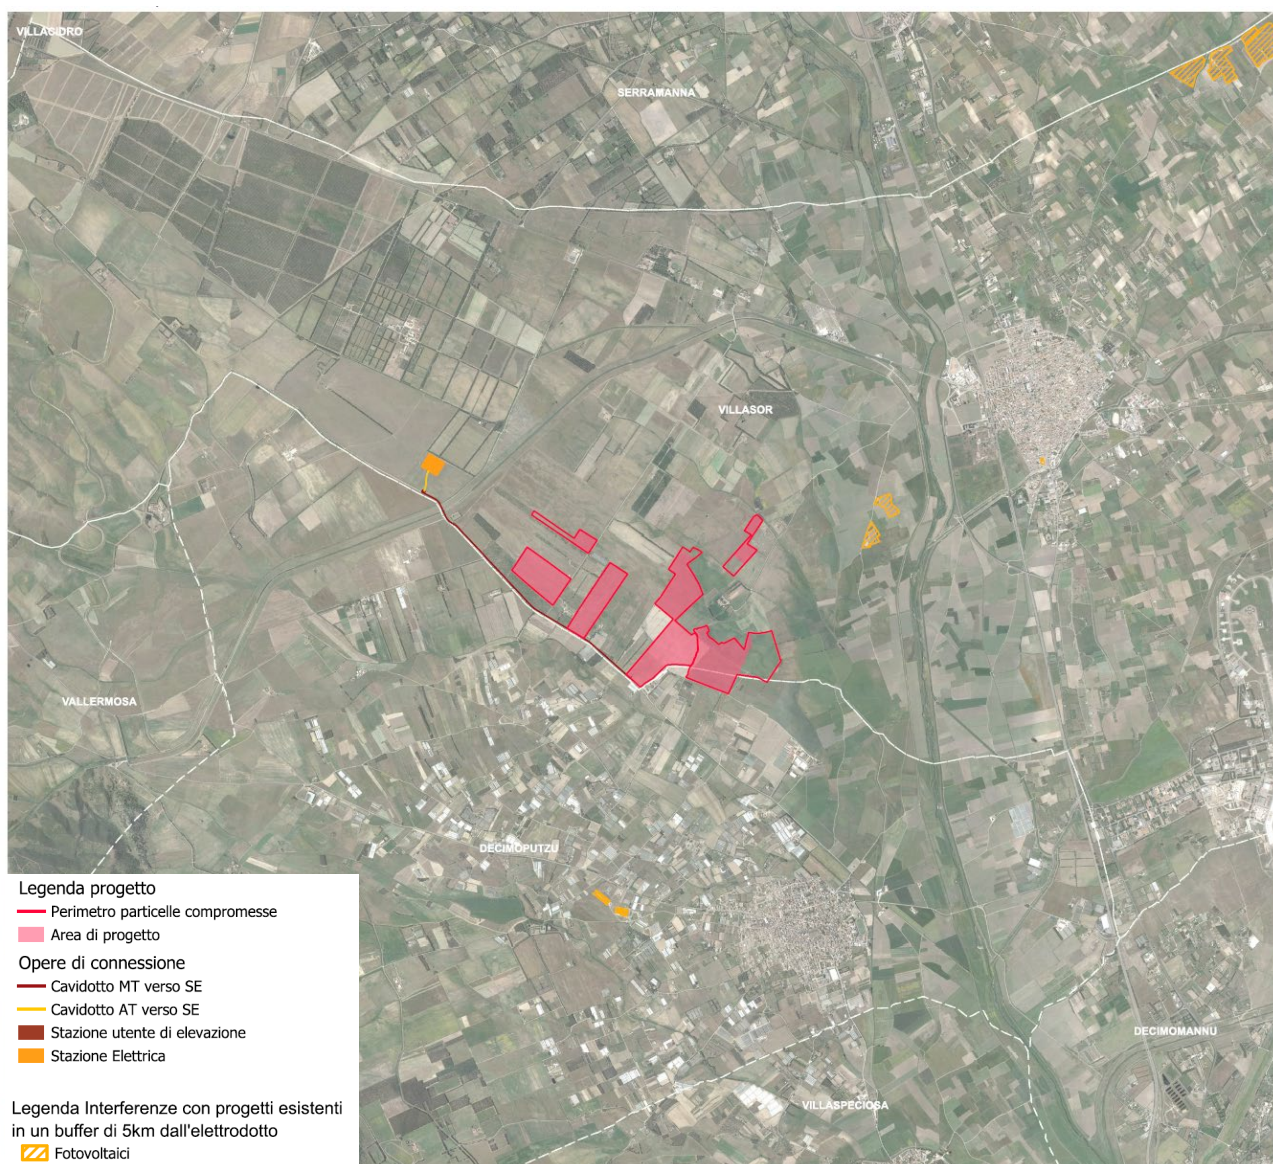 VILLACIDRO
SERRAMANNA
VILLASOR
VALLERMOSA
DECIMOPUTZU
DECIMOMANNU
VILLASPECIOSA
Legenda progetto
Perimetro particelle compromesse
Area di progetto
Opere di connessione
Cavidotto MT verso SE
Cavidotto AT verso SE
Stazione utente di elevazione
Stazione Elettrica
Legenda Interferenze con progetti esistenti
in un buffer di 5km dall'elettrodotto
Fotovoltaici